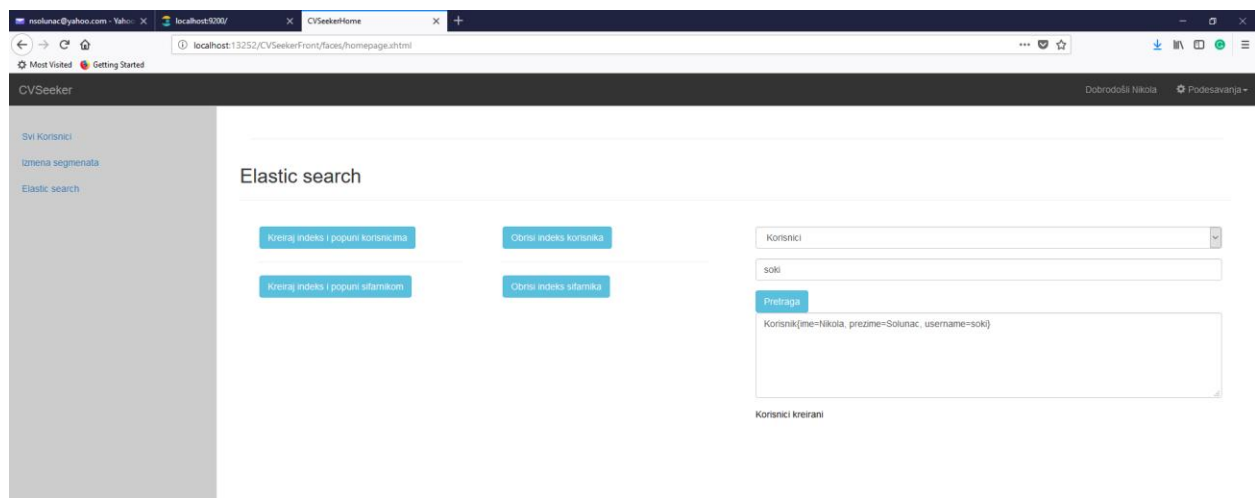 nsolunac@yahoo.com - Yahoo
localhost:9200/
CVSeekerHome
localhost:13252/CVSeekerFront/faces/homepage.xhtml
Most Visited Getting Started
CVSeeker
Dobrodošli Nikola Podesavanja
Svi Korisnici
Izmena segmenata
Elastic search
Elastic search
Kreiraj indeks i popuni korisnicima
Obrisi indeks korisnika
Kreiraj indeks i popuni sifarnikom
Obrisi indeks sifarnika
Korisnici
soki
Pretraga
Korisnik{ime=Nikola, prezime=Solunac, username=soki}
Korisnici kreirani